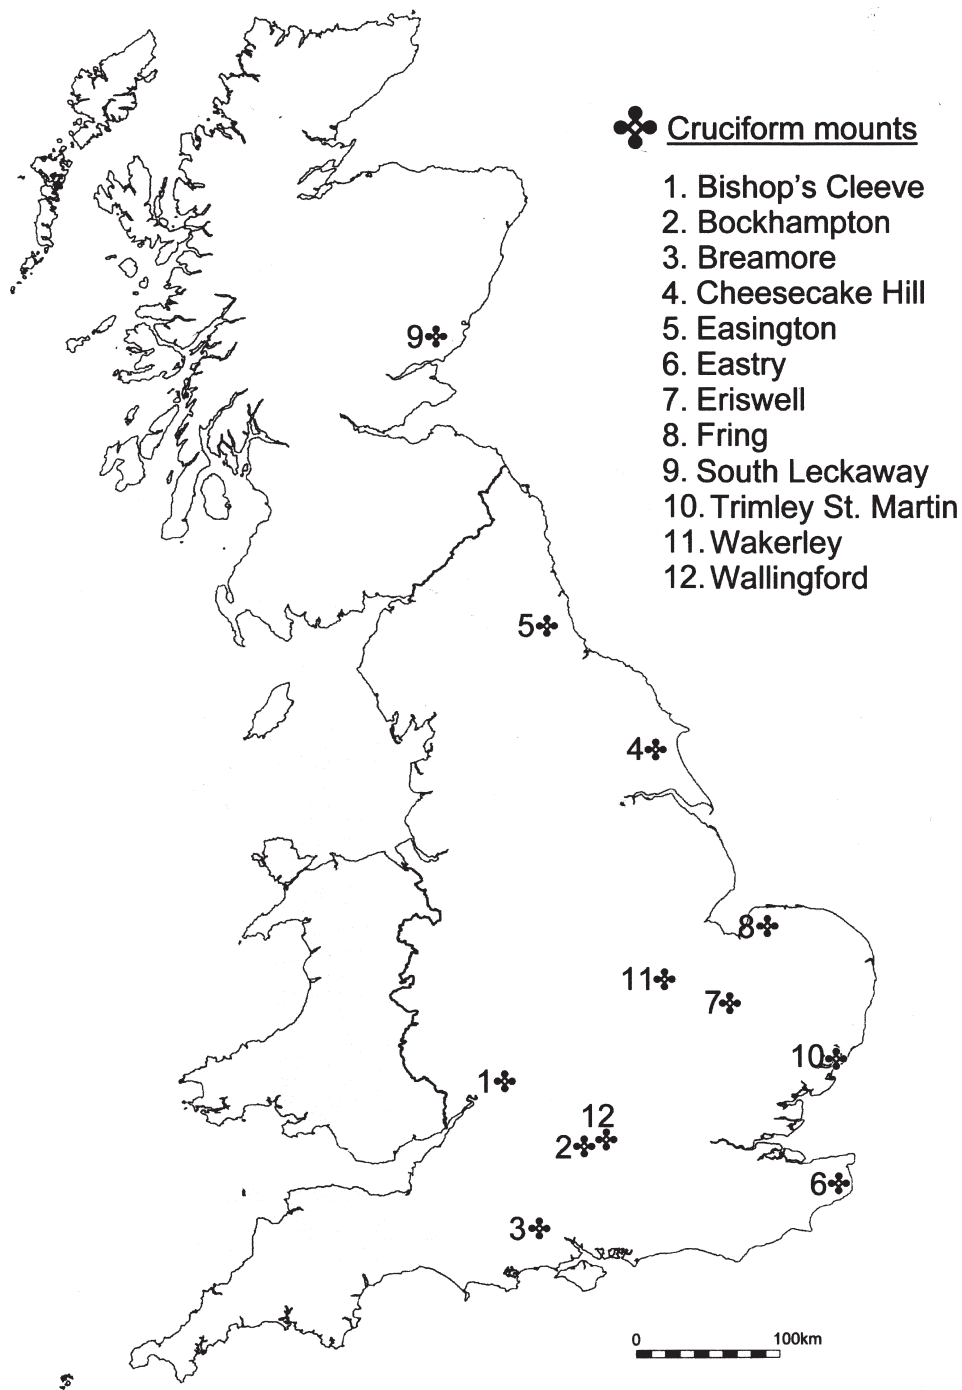 Cruciform mounts
1. Bishop's Cleeve
2. Bockhampton
3. Breamore
4. Cheesecake Hill
5. Easington
6. Eastry
7. Eriswell
8. Fring
9. South Leckaway
10. Trimley St. Martin
11. Wakerley
12. Wallingford
9
5
4
8
11
7
10
1
12
2
6
3
0 100km